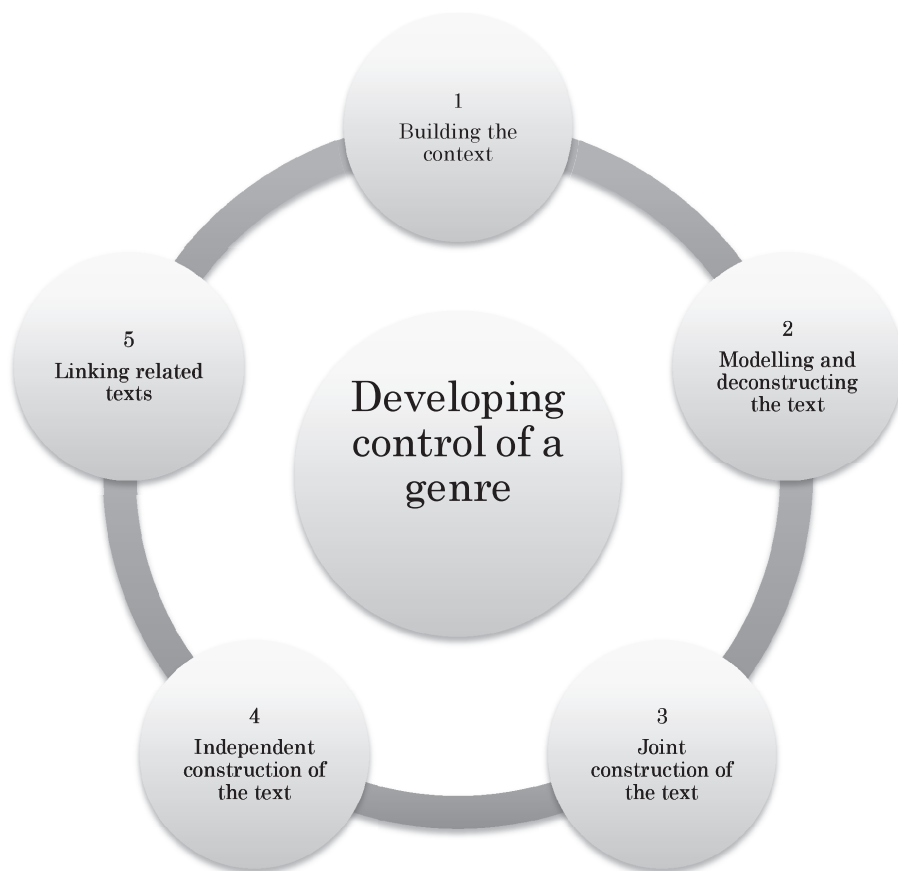 1
Building the
context
2
Modelling and
deconstructing
the text
3
Joint
construction of
the text
4
Independent
construction of
the text
5
Linking related
texts
Developing
control of a
genre